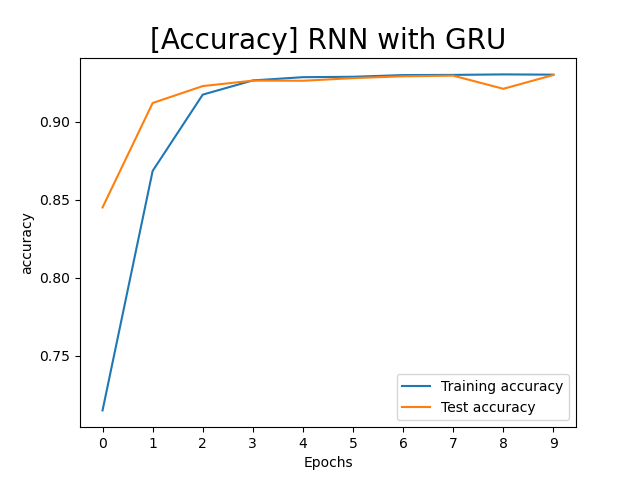 [Accuracy] RNN with GRU
0.90
0.85
0.80
0.75
accuracy
Training accuracy
Test accuracy
0 1 2 3 4 5 6 7 8 9
Epochs